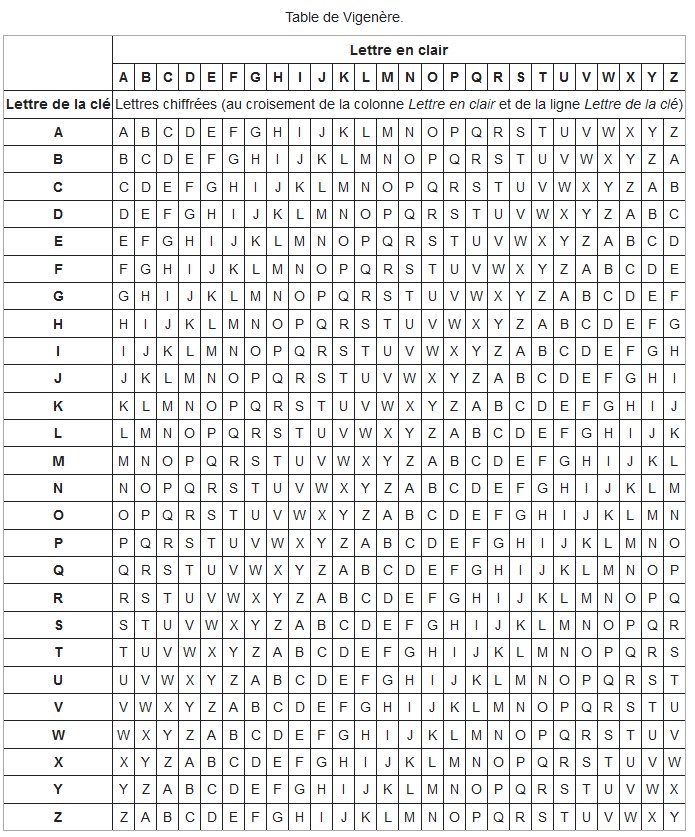 Table de Vigenère.
Lettre en clair
A B C D E F G H I J K L M N O P Q R S T U V W X Y Z
Lettre de la clé Lettres chiffrées (au croisement de la colonne Lettre en clair et de la ligne Lettre de la clé)
A A B C D E F G H I J K L M N O P Q R S T U V W X Y Z
B B C D E F G H I J K L M N O P Q R S T U V W X Y Z A
C C D E F G H I J K L M N O P Q R S T U V W X Y Z A B
D D E F G H I J K L M N O P Q R S T U V W X Y Z A B C
E E F G H I J K L M N O P Q R S T U V W X Y Z A B C D
F F G H I J K L M N O P Q R S T U V W X Y Z A B C D E
G G H I J K L M N O P Q R S T U V W X Y Z A B C D E F
H H I J K L M N O P Q R S T U V W X Y Z A B C D E F G
I I J K L M N O P Q R S T U V W X Y Z A B C D E F G H
J J K L M N O P Q R S T U V W X Y Z A B C D E F G H I
K K L M N O P Q R S T U V W X Y Z A B C D E F G H I J
L L M N O P Q R S T U V W X Y Z A B C D E F G H I J K
M M N O P Q R S T U V W X Y Z A B C D E F G H I J K L
N N O P Q R S T U V W X Y Z A B C D E F G H I J K L M
O O P Q R S T U V W X Y Z A B C D E F G H I J K L M N
P P Q R S T U V W X Y Z A B C D E F G H I J K L M N O
Q Q R S T U V W X Y Z A B C D E F G H I J K L M N O P
R R S T U V W X Y Z A B C D E F G H I J K L M N O P Q
S S T U V W X Y Z A B C D E F G H I J K L M N O P Q R
T T U V W X Y Z A B C D E F G H I J K L M N O P Q R S
U U V W X Y Z A B C D E F G H I J K L M N O P Q R S T
V V W X Y Z A B C D E F G H I J K L M N O P Q R S T U
W W X Y Z A B C D E F G H I J K L M N O P Q R S T U V
X X Y Z A B C D E F G H I J K L M N O P Q R S T U V W
Y Y Z A B C D E F G H I J K L M N O P Q R S T U V W X
Z Z A B C D E F G H I J K L M N O P Q R S T U V W X Y